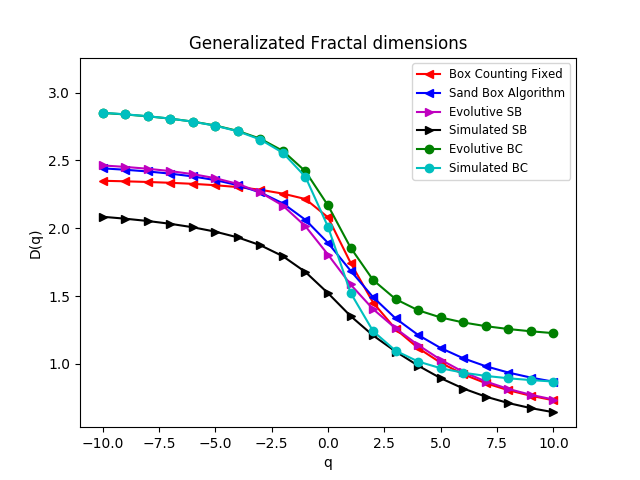 Generalizated Fractal dimensions
Box Counting Fixed
Sand Box Algorithm
Evolutive SB
Simulated SB
Evolutive BC
Simulated BC
D(q)
3.0
2.5
2.0
1.5
1.0
−10.0 −7.5 −5.0 −2.5 0.0 2.5 5.0 7.5 10.0
q